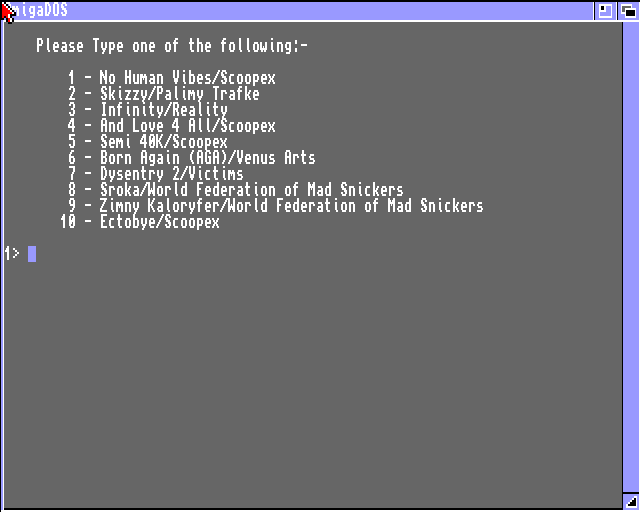 AmigaDOS
Please Type one of the following:-
1 - No Human Vibes/Scoopex
2 - Skizzy/Palimy Trafke
3 - Infinity/Reality
4 - And Love 4 All/Scoopex
5 - Semi 40K/Scoopex
6 - Born Again (AGA)/Venus Arts
7 - Dysentry 2/Victims
8 - Sroka/World Federation of Mad Snickers
9 - Zimny Kaloryfer/World Federation of Mad Snickers
10 - Ectobye/Scoopex
1>